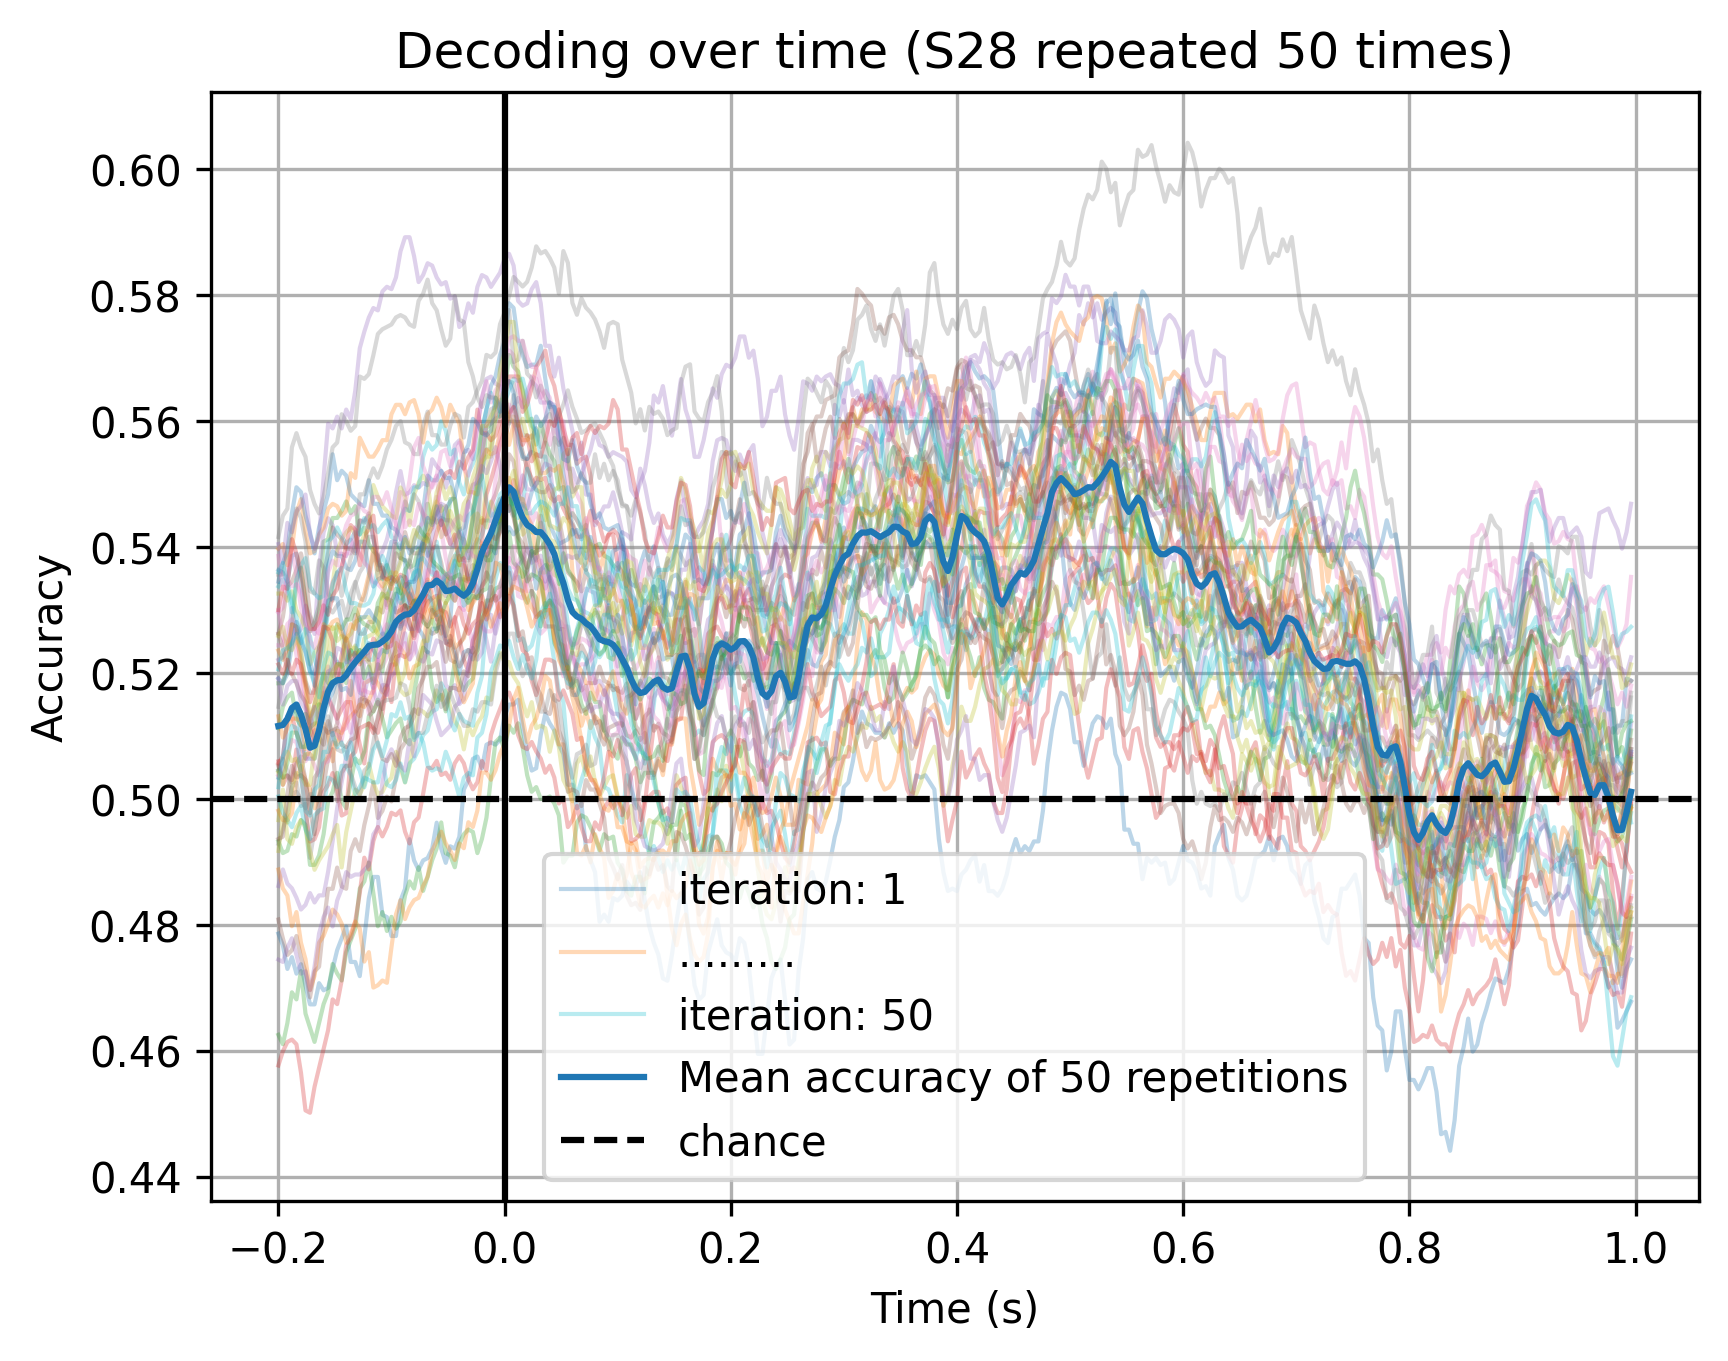 Decoding over time (S28 repeated 50 times)
Accuracy
0.60
0.58
0.56
0.54
0.52
0.50
0.48
0.46
0.44
iteration: 1
.........
iteration: 50
Mean accuracy of 50 repetitions
chance
−0.2 0.0 0.2 0.4 0.6 0.8 1.0
Time (s)